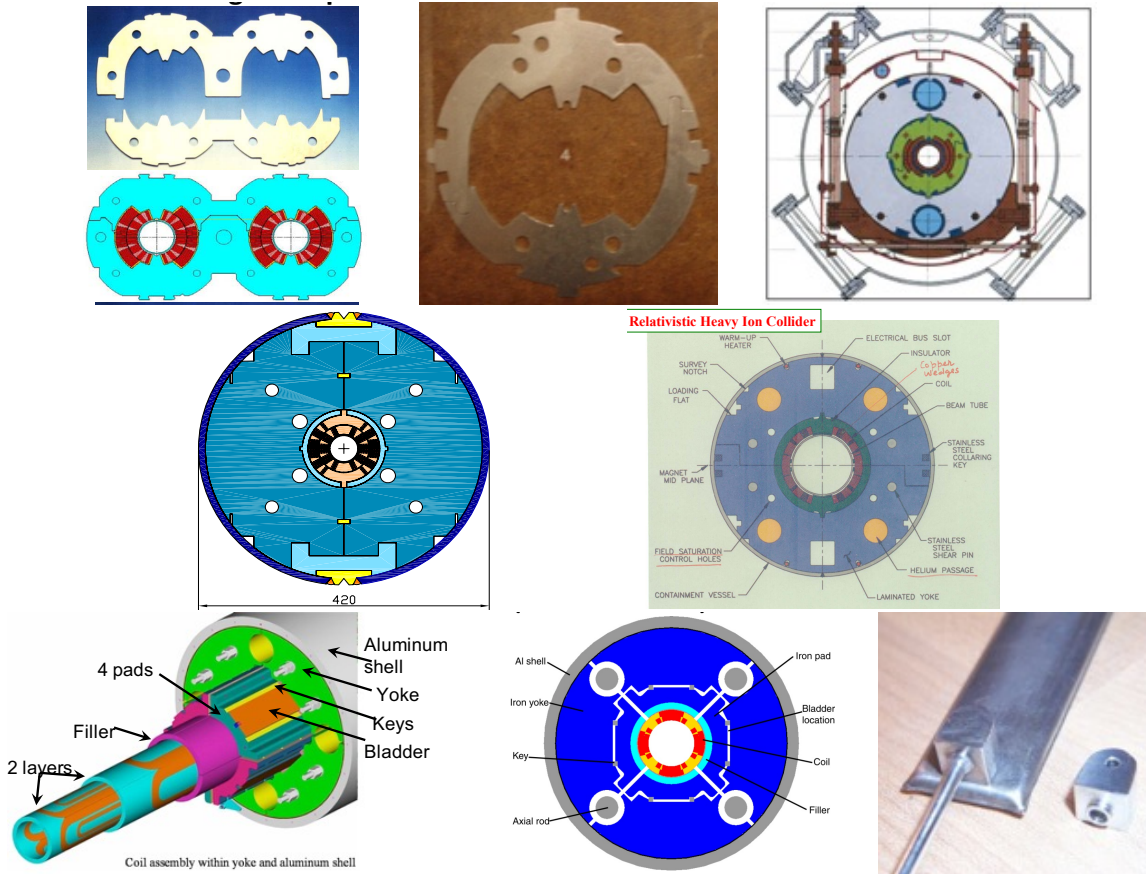 4
420
Relativistic Heavy Ion Collider
WARM-UP
HEATER
ELECTRICAL BUS SLOT
INSULATOR
Copper
Wedges
COIL
BEAM TUBE
SURVEY
NOTCH
LOADING
FLAT
STAINLESS
STEEL
COLLARING
KEY
MAGNET
MID PLANE
STAINLESS
STEEL
SHEAR PIN
FIELD SATURATION
CONTROL HOLES
HELIUM PASSAGE
CONTAINMENT VESSEL
LAMINATED YOKE
Aluminum
shell
4 pads
Yoke
Keys
Filler
Bladder
2 layers
Coil assembly within yoke and aluminum shell
Al shell
Iron pad
Iron yoke
Bladder
location
Key
Coil
Filler
Axial rod